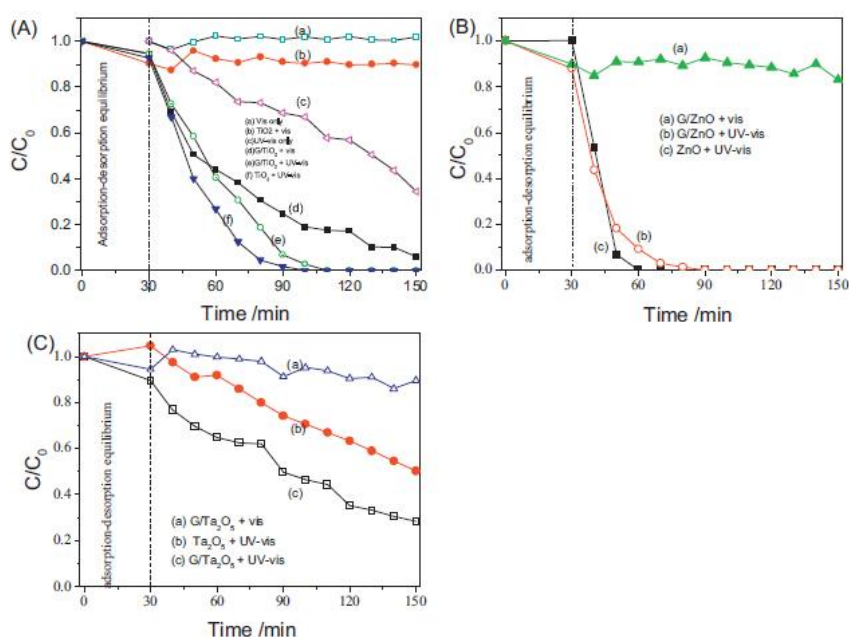 (A)
C/C₀
1.0
0.8
0.6
0.4
0.2
0.0
Adsorption-desorption equilibrium
(a)
(b)
(c)
(a) Vis only
(b) TiO2 + vis
(c)UV-vis only
(d)G/TiO₂ + vis
(e)G/TiO₂ + UV-vis
(f) TiO₂ + UV-vis
(d)
(e)
(f)
0 30 60 90 120 150
Time /min
(B)
C/C₀
1.0
0.8
0.6
0.4
0.2
0.0
adsorption-desorption equilibrium
(a)
(a) G/ZnO + vis
(b) G/ZnO + UV-vis
(c) ZnO + UV-vis
(b)
(c)
0 30 60 90 120 150
Time /min
(C)
C/C₀
1.0
0.8
0.6
0.4
0.2
0.0
adsorption-desorption equilibrium
(a)
(b)
(c)
(a) G/Ta₂O₅ + vis
(b) Ta₂O₅ + UV-vis
(c) G/Ta₂O₅ + UV-vis
0 30 60 90 120 150
Time /min